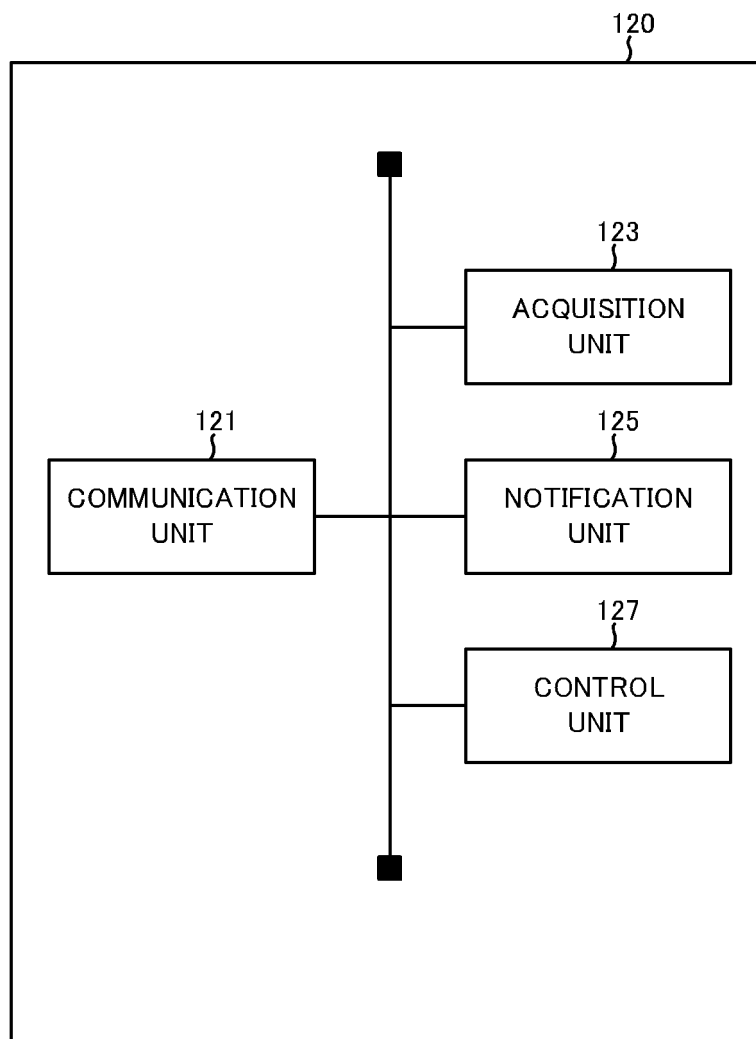 120
123
ACQUISITION
UNIT
121
COMMUNICATION
UNIT
125
NOTIFICATION
UNIT
127
CONTROL
UNIT